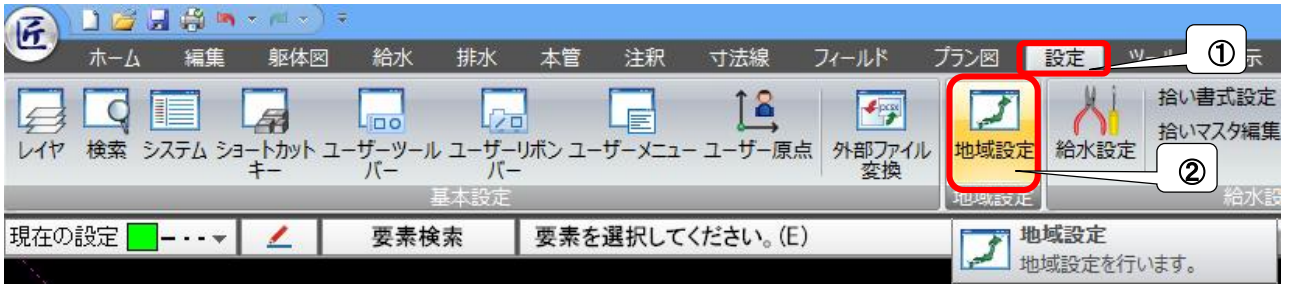 匠
ホーム 編集 躯体図 給水 排水 本管 注釈 寸法線 フィールド プラン図 設定 示
①
レイヤ 検索 システム ショートカットキー ユーザーツールバー ユーザーリボン ユーザーメニュー ユーザー原点 外部ファイル変換 地域設定 給水設定
拾い書式設定
拾いマスタ編集
②
基本設定 地域設定
現在の設定 要素検索 要素を選択してください。(E)
地域設定
地域設定を行います。